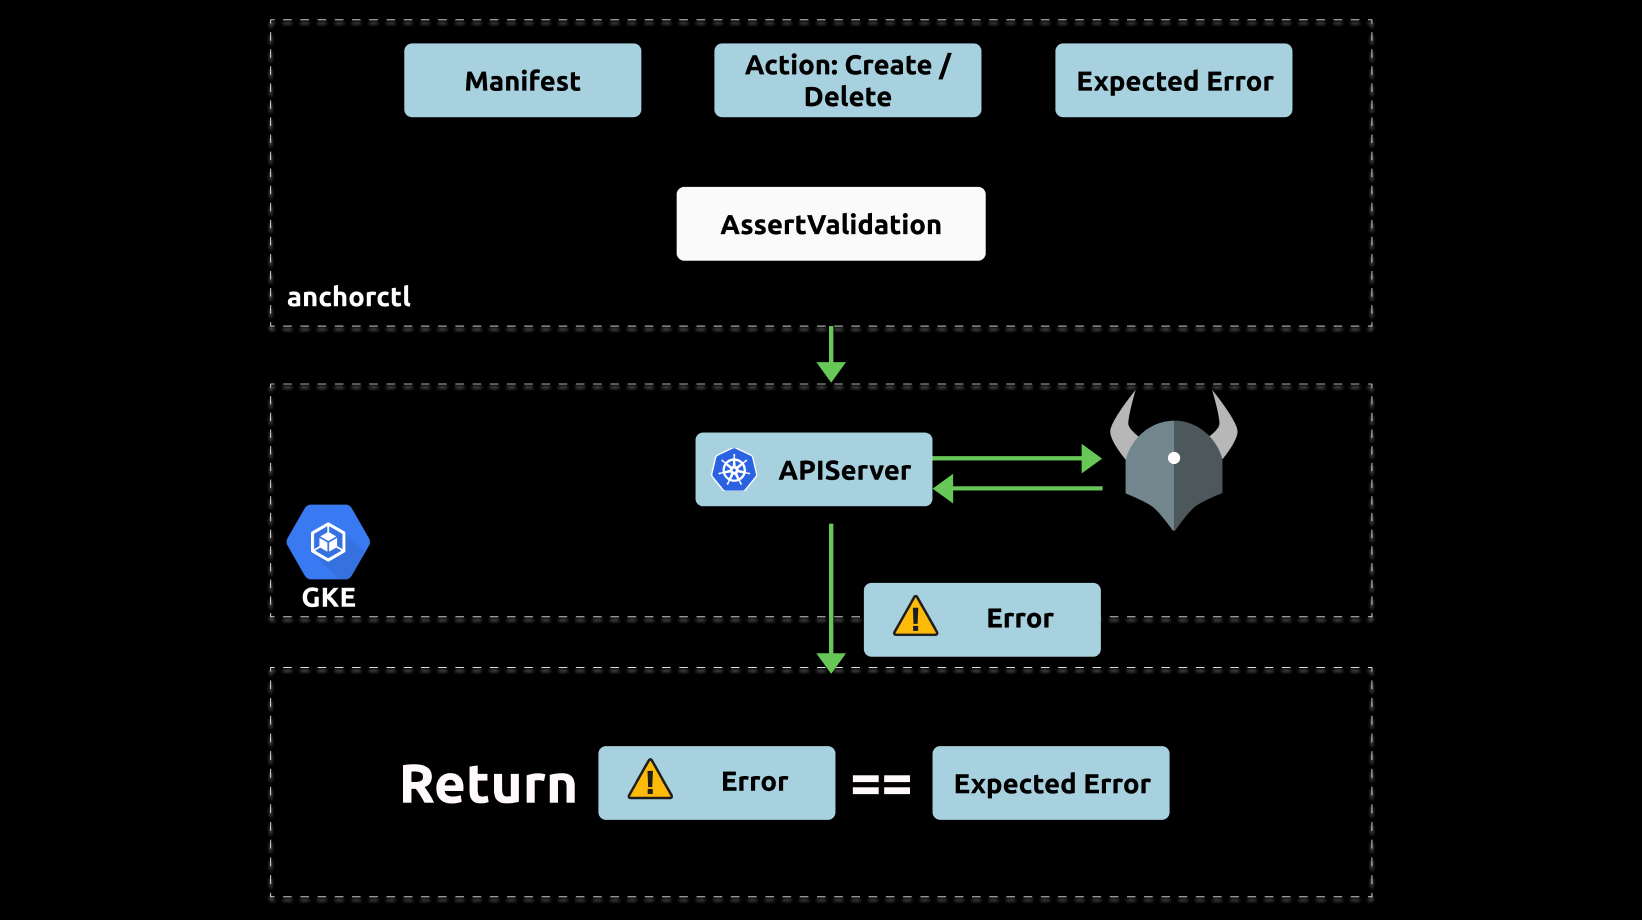 Manifest
Action: Create /
Delete
Expected Error
AssertValidation
anchorctl
APIServer
GKE
Error
Return
Error
==
Expected Error